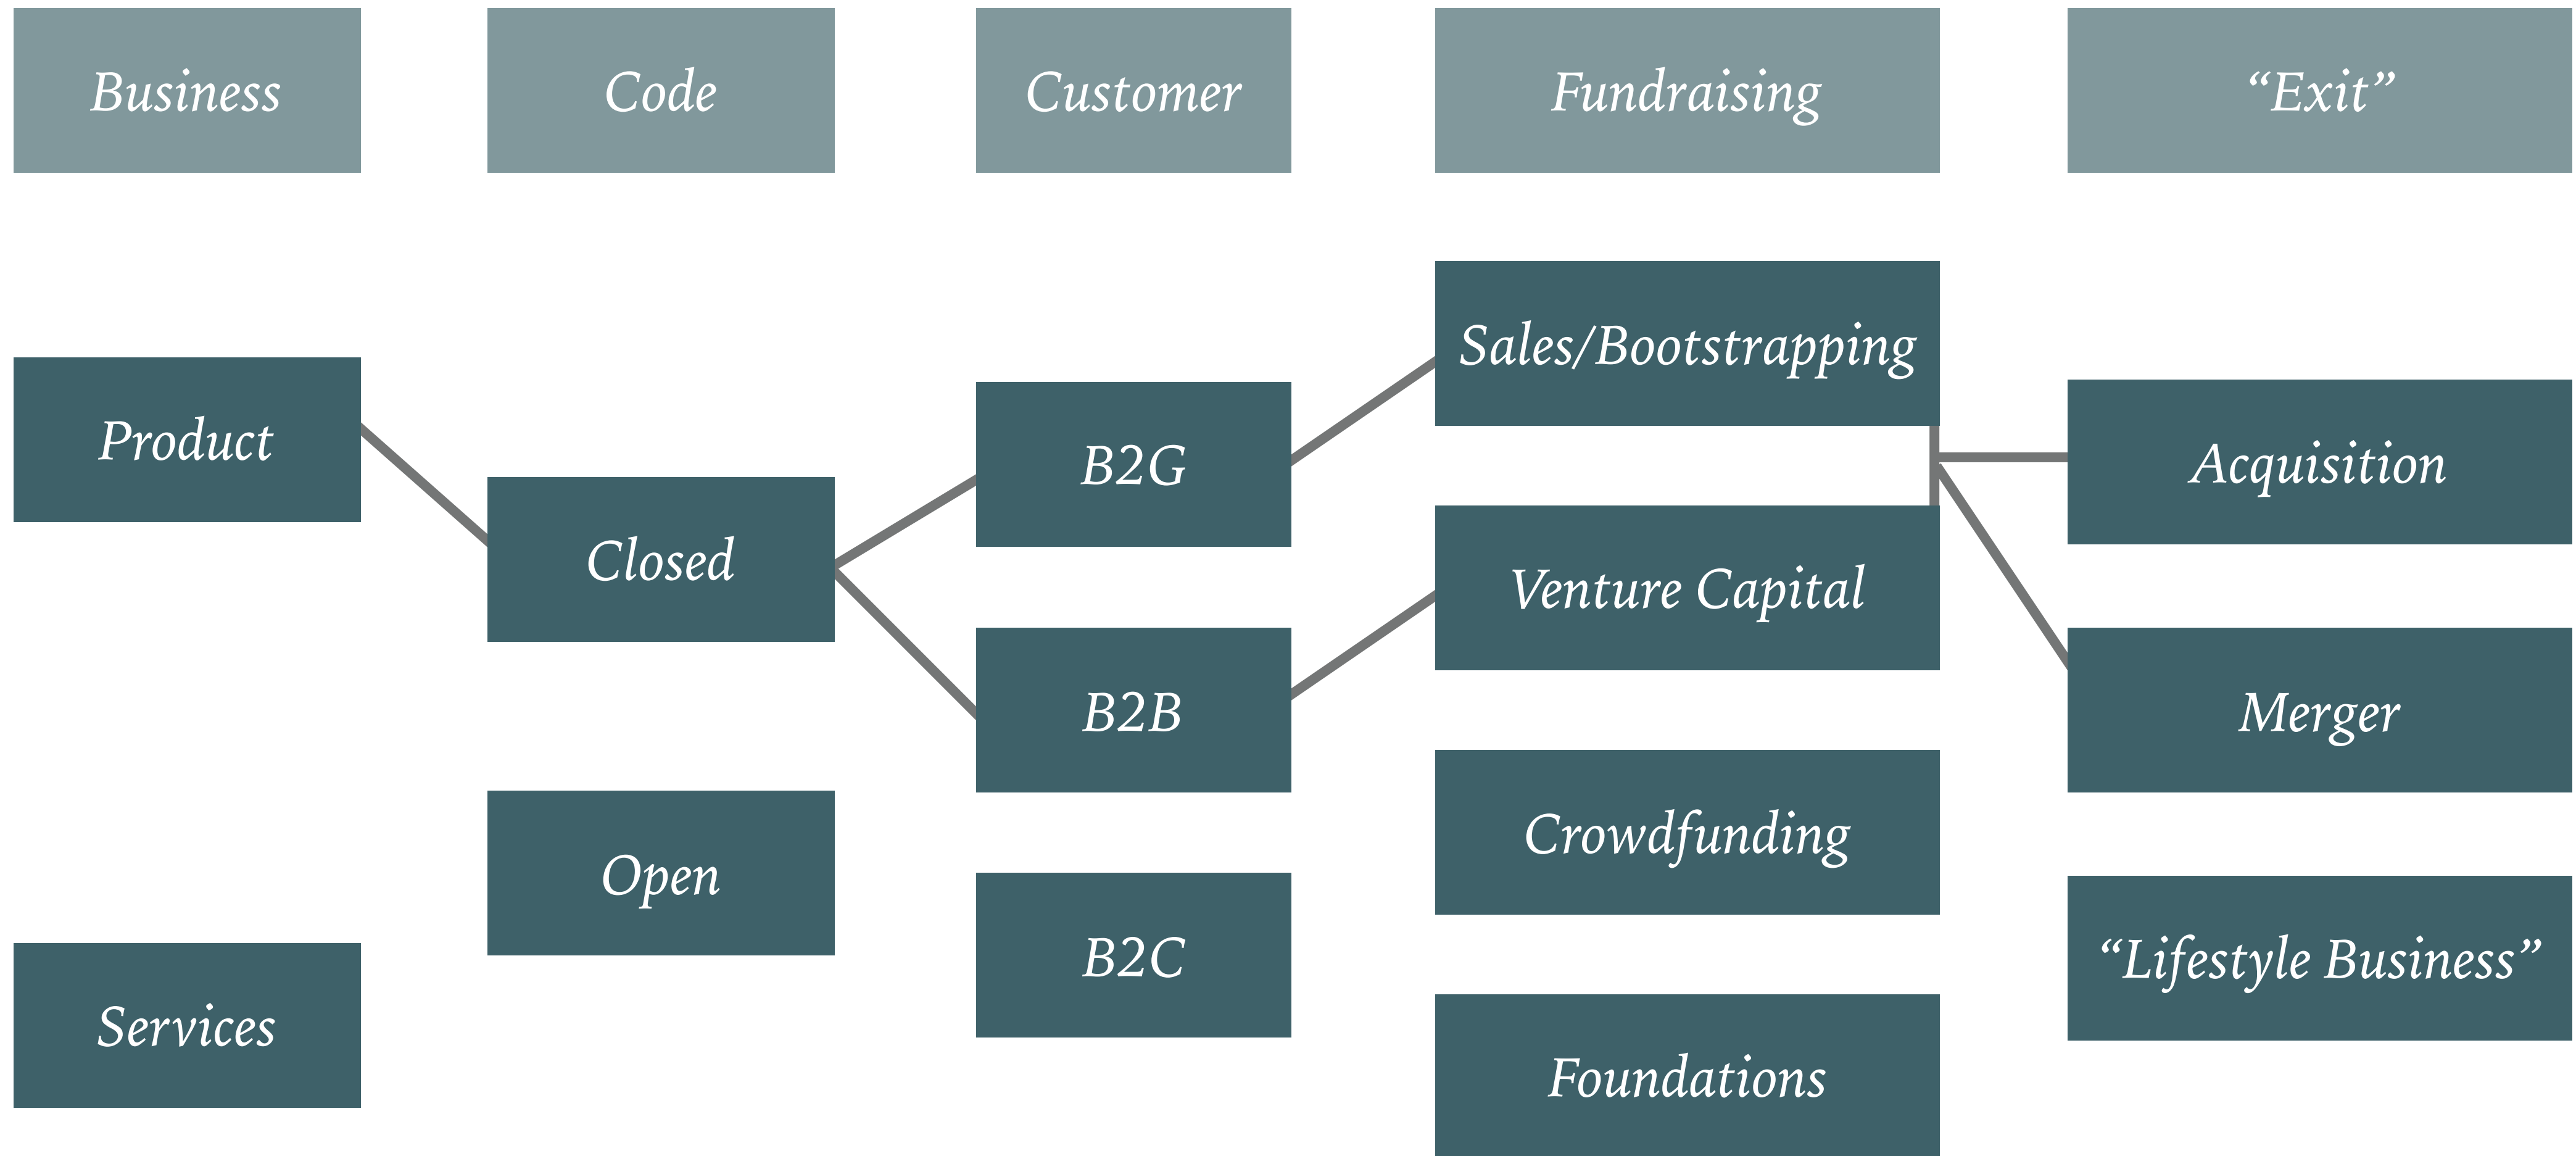 Business
Code
Customer
Fundraising
“Exit”
Product
Services
Closed
Open
B2G
B2B
B2C
Sales/Bootstrapping
Venture Capital
Crowdfunding
Foundations
Acquisition
Merger
“Lifestyle Business”